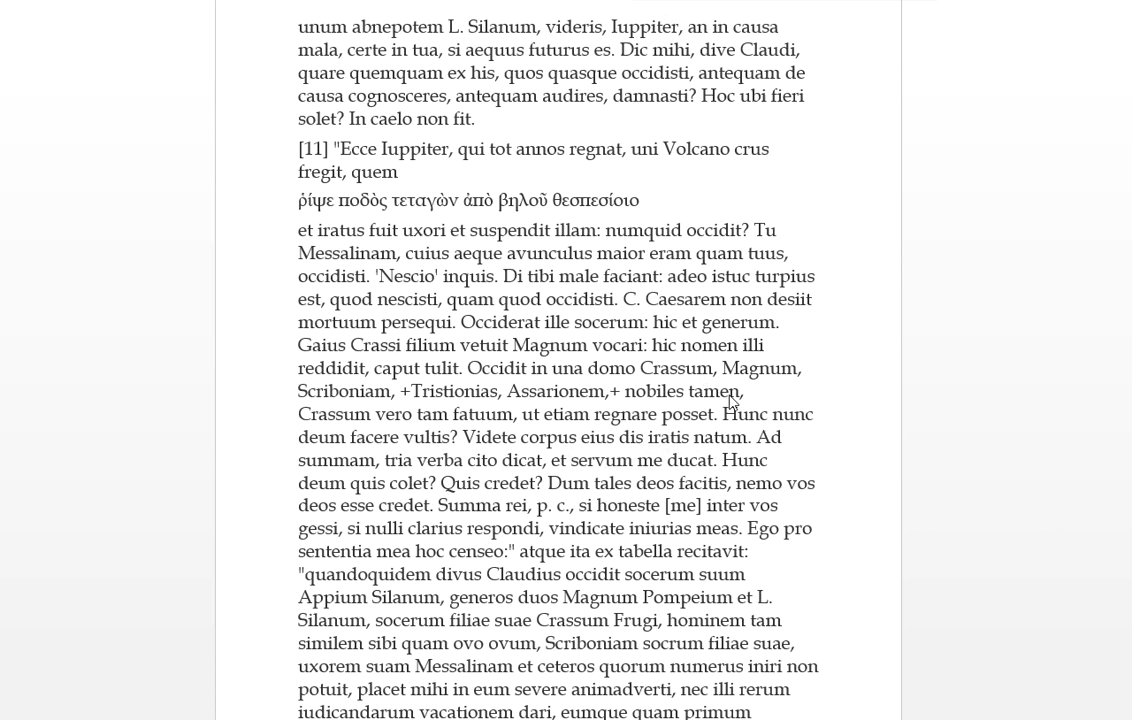 unum abnepotem L. Silanum, videris, Iuppiter, an in causa
mala, certe in tua, si aequus futurus es. Dic mihi, dive Claudi,
quare quemquam ex his, quos quasque occidisti, antequam de
causa cognosceres, antequam audires, damnasti? Hoc ubi fieri
solet? In caelo non fit.
[11] "Ecce Iuppiter, qui tot annos regnat, uni Volcano crus
fregit, quem
ῥίψε ποδὸς τεταγὼν ἀπὸ βηλοῦ θεσπεσίοιο
et iratus fuit uxori et suspendit illam: numquid occidit? Tu
Messalinam, cuius aeque avunculus maior eram quam tuus,
occidisti. 'Nescio' inquis. Di tibi male faciant: adeo istuc turpius
est, quod nescisti, quam quod occidisti. C. Caesarem non desiit
mortuum persequi. Occiderat ille socerum: hic et generum.
Gaius Crassi filium vetuit Magnum vocari: hic nomen illi
reddidit, caput tulit. Occidit in una domo Crassum, Magnum,
Scriboniam, +Tristionias, Assarionem,+ nobiles tamen,
Crassum vero tam fatuum, ut etiam regnare posset. Hunc nunc
deum facere vultis? Videte corpus eius dis iratis natum. Ad
summam, tria verba cito dicat, et servum me ducat. Hunc
deum quis colet? Quis credet? Dum tales deos facitis, nemo vos
deos esse credet. Summa rei, p. c., si honeste [me] inter vos
gessi, si nulli clarius respondi, vindicate iniurias meas. Ego pro
sententia mea hoc censeo:" atque ita ex tabella recitavit:
"quandoquidem divus Claudius occidit socerum suum
Appium Silanum, generos duos Magnum Pompeium et L.
Silanum, socerum filiae suae Crassum Frugi, hominem tam
similem sibi quam ovo ovum, Scriboniam socrum filiae suae,
uxorem suam Messalinam et ceteros quorum numerus iniri non
potuit, placet mihi in eum severe animadverti, nec illi rerum
iudicandarum vacationem dari, eumque quam primum